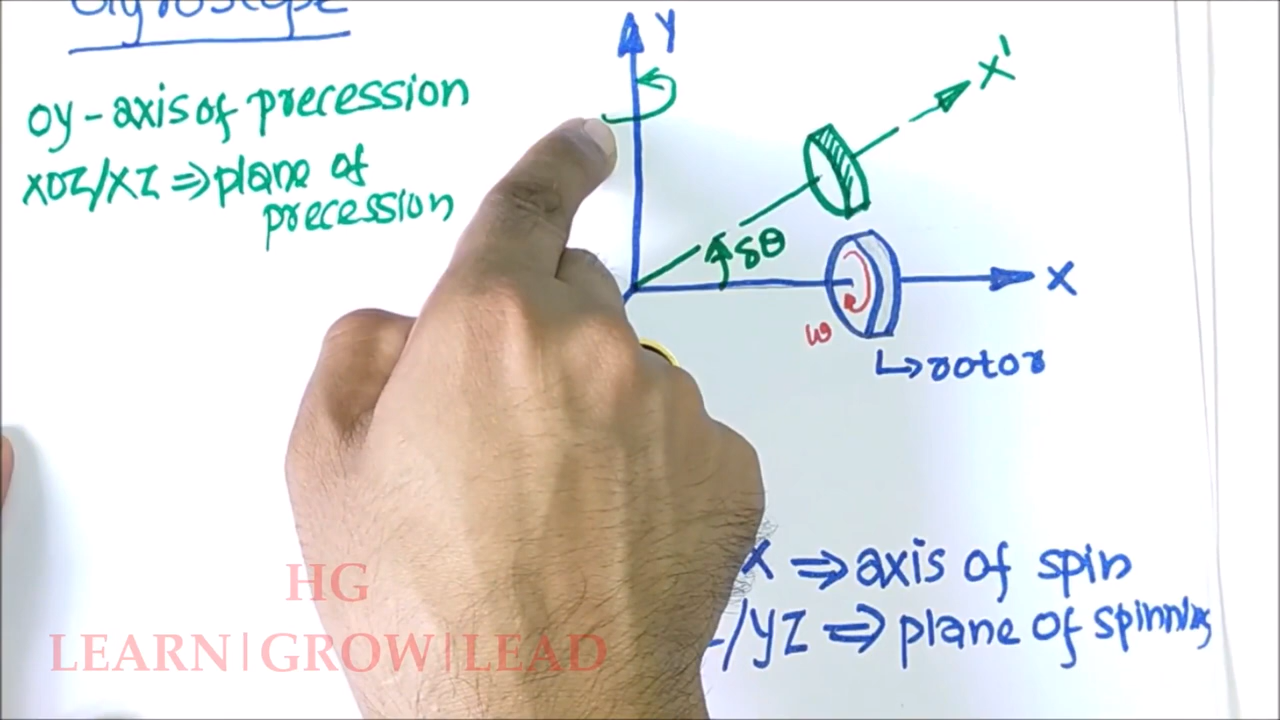 Gyroscope
OY - axis of precession
XOZ/XZ ⇒ plane of
precession
Y
X'
δθ
X
ω
↳ rotor
X ⇒ axis of spin
/YZ ⇒ plane of spinning
HG
LEARN|GROW|LEAD